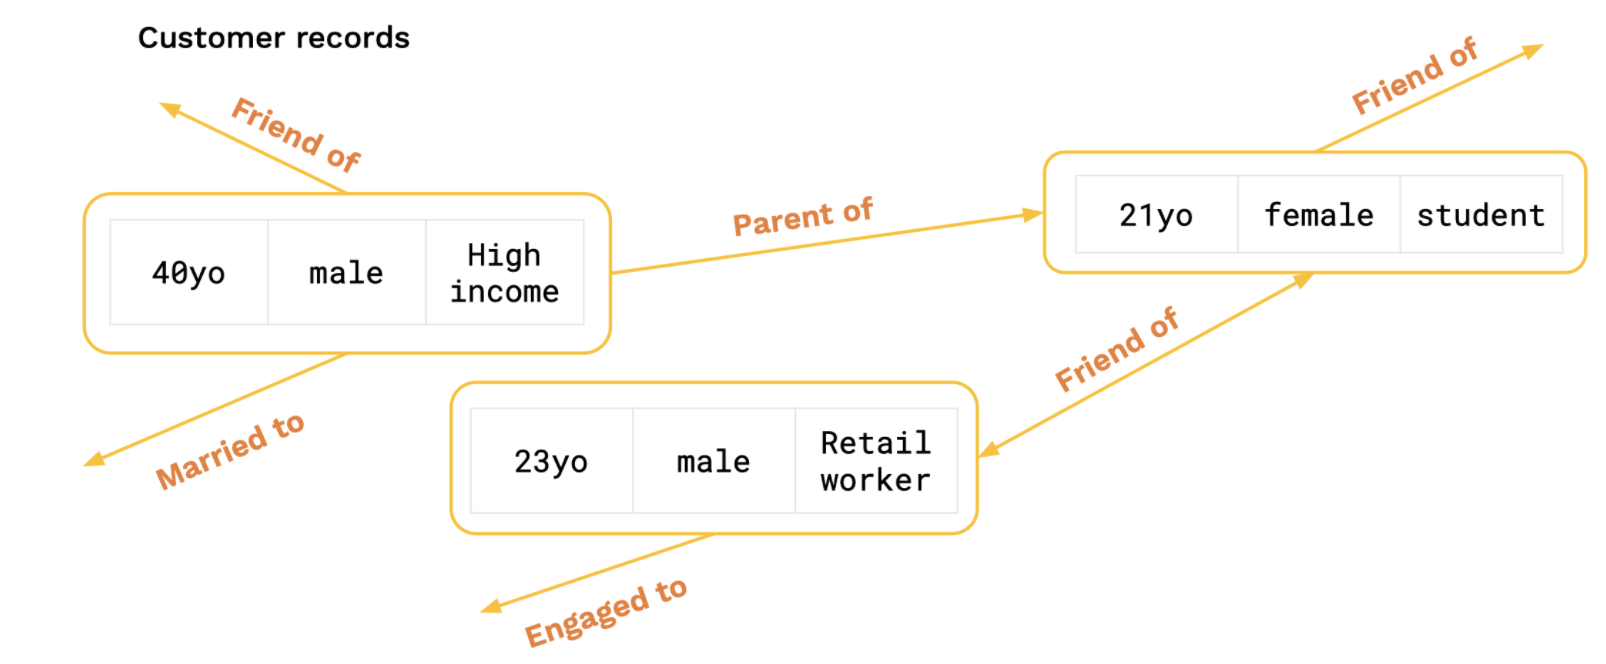 Customer records
Friend of
Friend of
Parent of
21yo female student
40yo male High income
Friend of
Married to
23yo male Retail worker
Engaged to